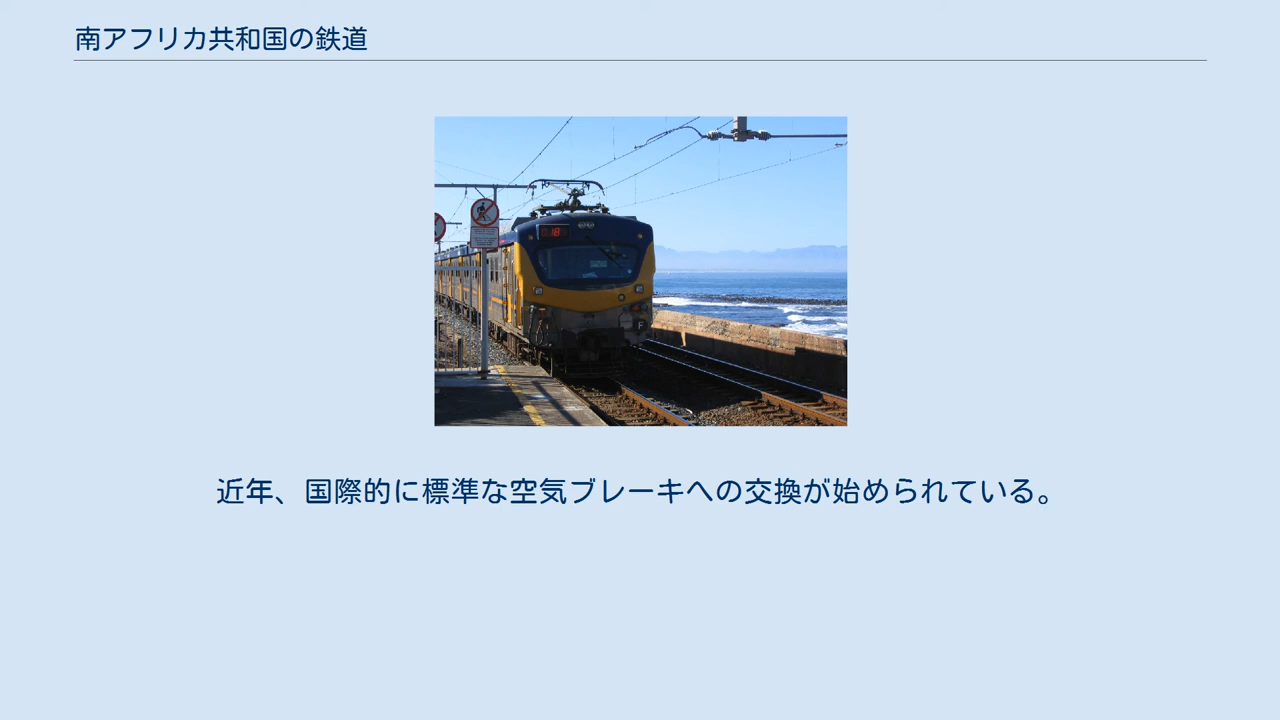 南アフリカ共和国の鉄道
018
F
近年、国際的に標準な空気ブレーキへの交換が始められている。